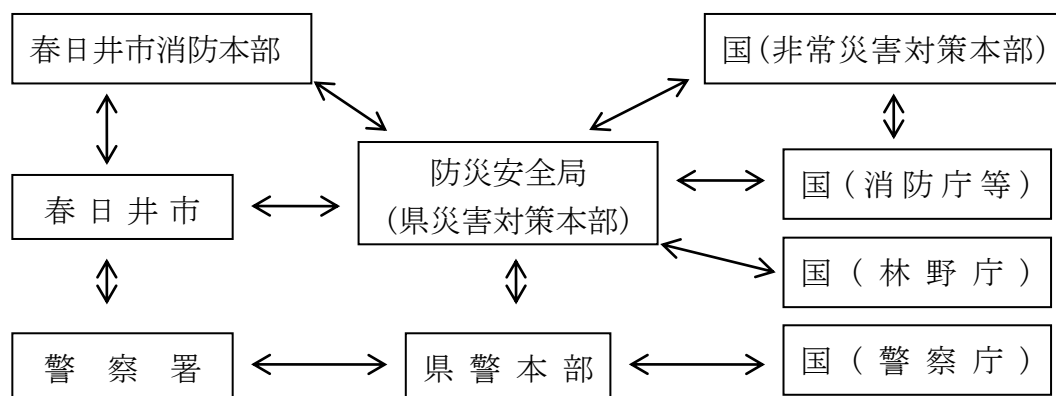 春日井市消防本部
国(非常災害対策本部)
防災安全局
(県災害対策本部)
春日井市
国(消防庁等)
国(林野庁)
警察署
県警本部
国(警察庁)